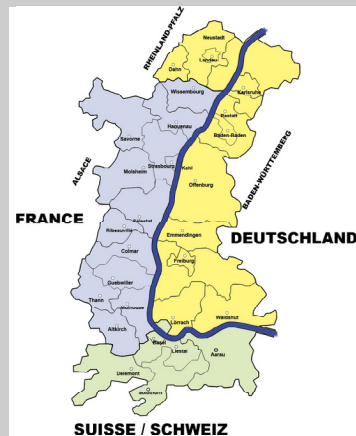 RHEINLAND-PFALZ
Neustadt
Landau
Dahn
Wissembourg
Karlsruhe
Rastatt
Haguenau
Baden-Baden
Saverne
ALSACE
Strasbourg
Kehl
Molsheim
Offenburg
BADEN-WÜRTTEMBERG
FRANCE
Ribeauville
Emmendingen
DEUTSCHLAND
Colmar
Freiburg
Guebwiller
Thann
Altkirch
Lörrach
Waldshut
Basel
Liestal
Aarau
Delémont
SUISSE / SCHWEIZ